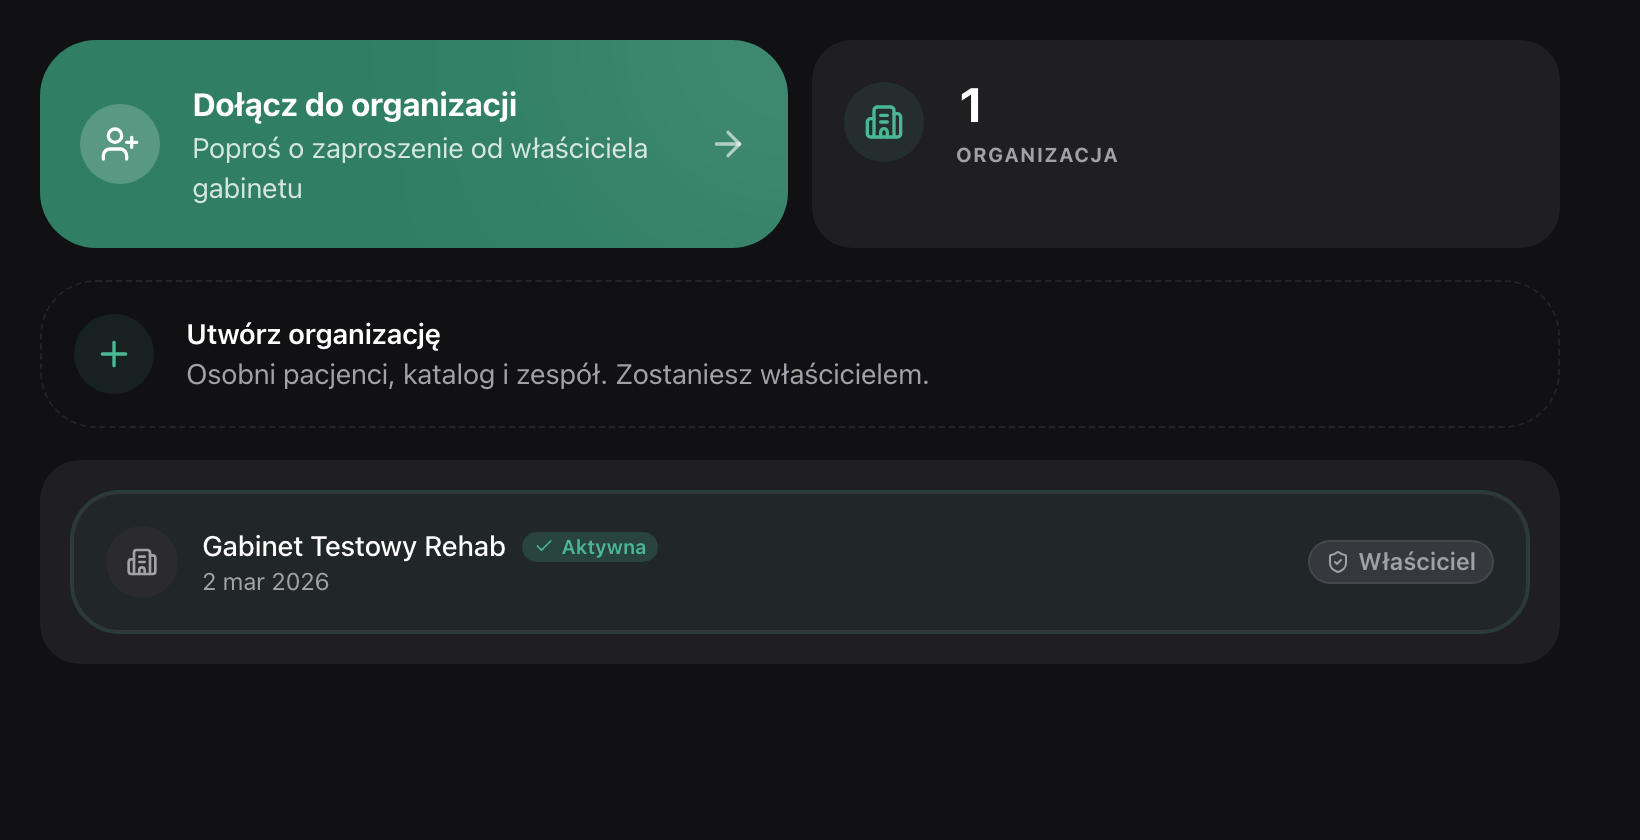 Dołącz do organizacji
Poproś o zaproszenie od właściciela
gabinetu
1
ORGANIZACJA
Utwórz organizację
Osobni pacjenci, katalog i zespół. Zostaniesz właścicielem.
Gabinet Testowy Rehab
Aktywna
2 mar 2026
Właściciel